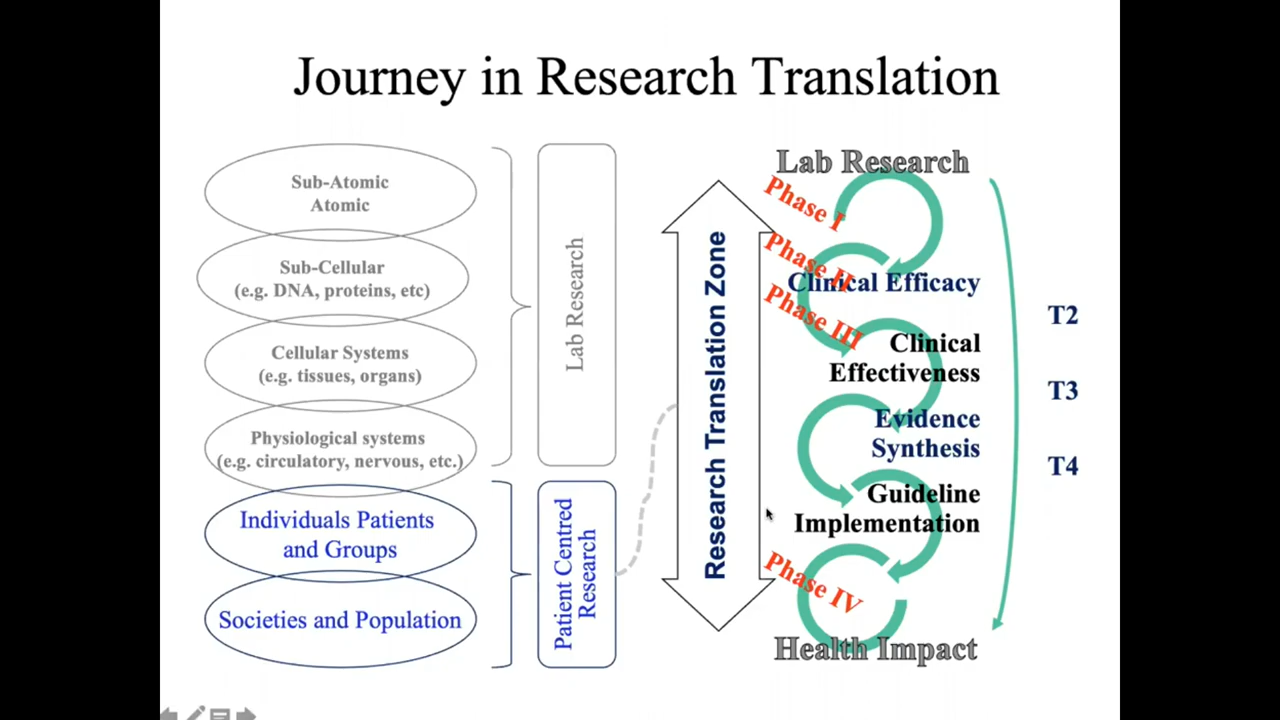 Journey in Research Translation
Sub-Atomic
Atomic
Sub-Cellular
(e.g. DNA, proteins, etc)
Cellular Systems
(e.g. tissues, organs)
Physiological systems
(e.g. circulatory, nervous, etc.)
Individuals Patients
and Groups
Societies and Population
Lab Research
Patient Centred
Research
Research Translation Zone
Lab Research
Phase I
Phase II
Clinical Efficacy
Phase III
Clinical
Effectiveness
Evidence
Synthesis
Guideline
Implementation
Phase IV
Health Impact
T2
T3
T4